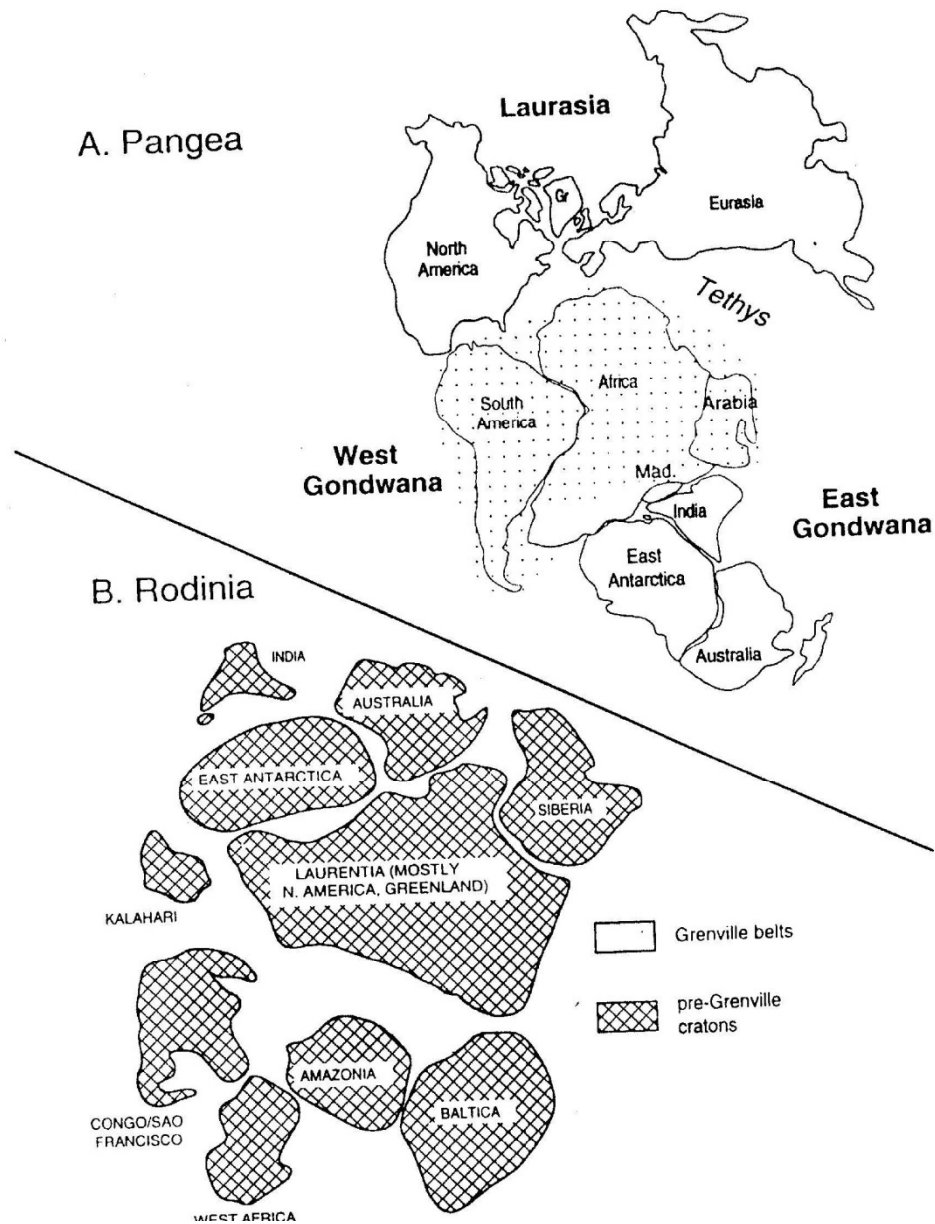 A. Pangea
Laurasia
Gr
Eurasia
North
America
Tethys
Africa
South
America
Arabia
West
Gondwana
Mad.
India
East
Gondwana
East
Antarctica
Australia
B. Rodinia
INDIA
AUSTRALIA
EAST ANTARCTICA
SIBERIA
LAURENTIA (MOSTLY
N. AMERICA, GREENLAND)
KALAHARI
Grenville belts
pre-Grenville
cratons
AMAZONIA
BALTICA
CONGO/SAO
FRANCISCO
WEST AFRICA